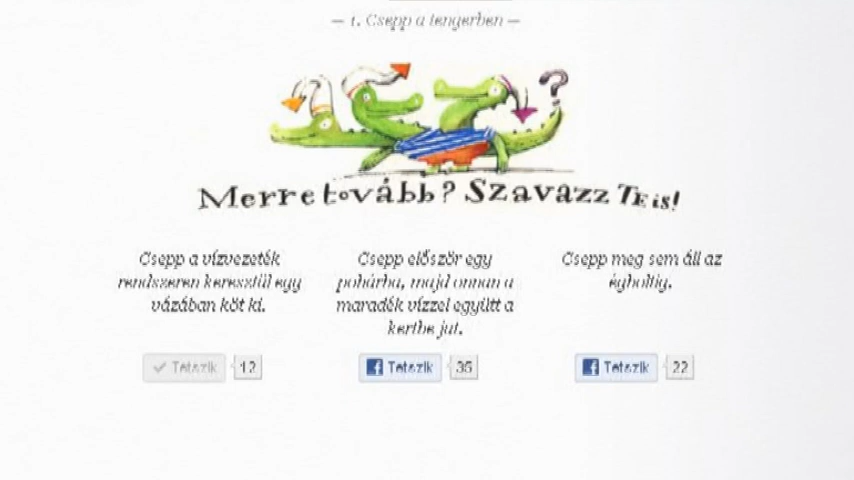 — 1. Csepp a tengerben —
?
Merre tovább? Szavazz Te is!
Csepp a vízvezeték
rendszeren keresztül egy
vázában köt ki.
Csepp először egy
pohárba, majd onnan a
maradék vízzel együtt a
kertbe jut.
Csepp meg sem áll az
égboltig.
Tetszik 12
Tetszik 35
Tetszik 22